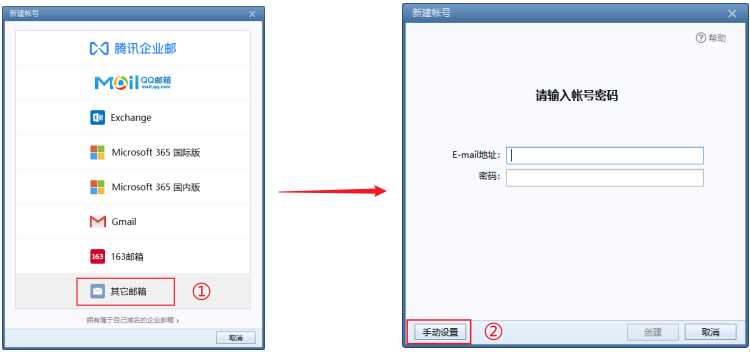 新建帐号
腾讯企业邮
Mail QQ邮箱
mail.qq.com
Exchange
Microsoft 365 国际版
Microsoft 365 国内版
Gmail
163 163邮箱
其它邮箱 ①
拥有属于自己域名的企业邮箱 >
取消
新建帐号
帮助
请输入帐号密码
E-mail地址:
密码:
手动设置 ② 创建 取消